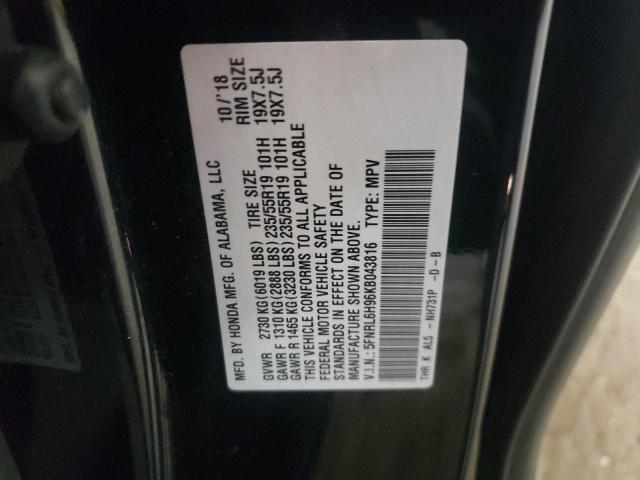 MFD. BY HONDA MFG. OF ALABAMA, LLC 10/'18
TIRE SIZE RIM SIZE
GVWR 2730 KG(6019 LBS)
GAWR F 1310 KG(2888 LBS) 235/55R19 101H 19X7.5J
GAWR R 1465 KG(3230 LBS) 235/55R19 101H 19X7.5J
THIS VEHICLE CONFORMS TO ALL APPLICABLE
FEDERAL MOTOR VEHICLE SAFETY
STANDARDS IN EFFECT ON THE DATE OF
MANUFACTURE SHOWN ABOVE.
V.I.N.: 5FNRL6H96KB043816 TYPE: MPV
THR K AL5 - NH731P -D-B